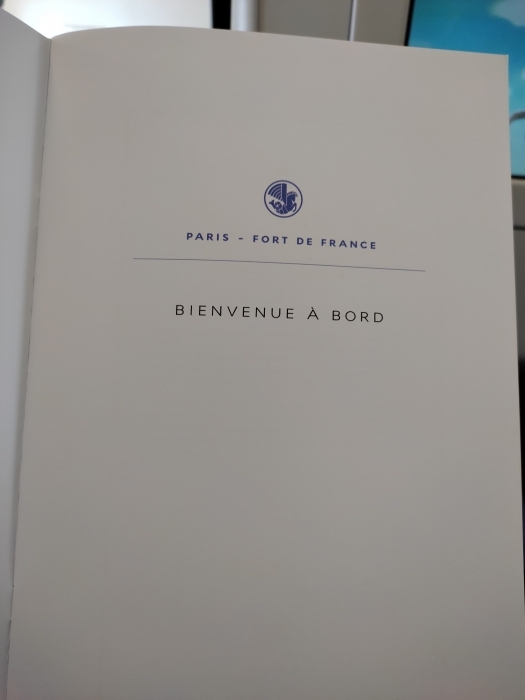 PARIS - FORT DE FRANCE
BIENVENUE À BORD